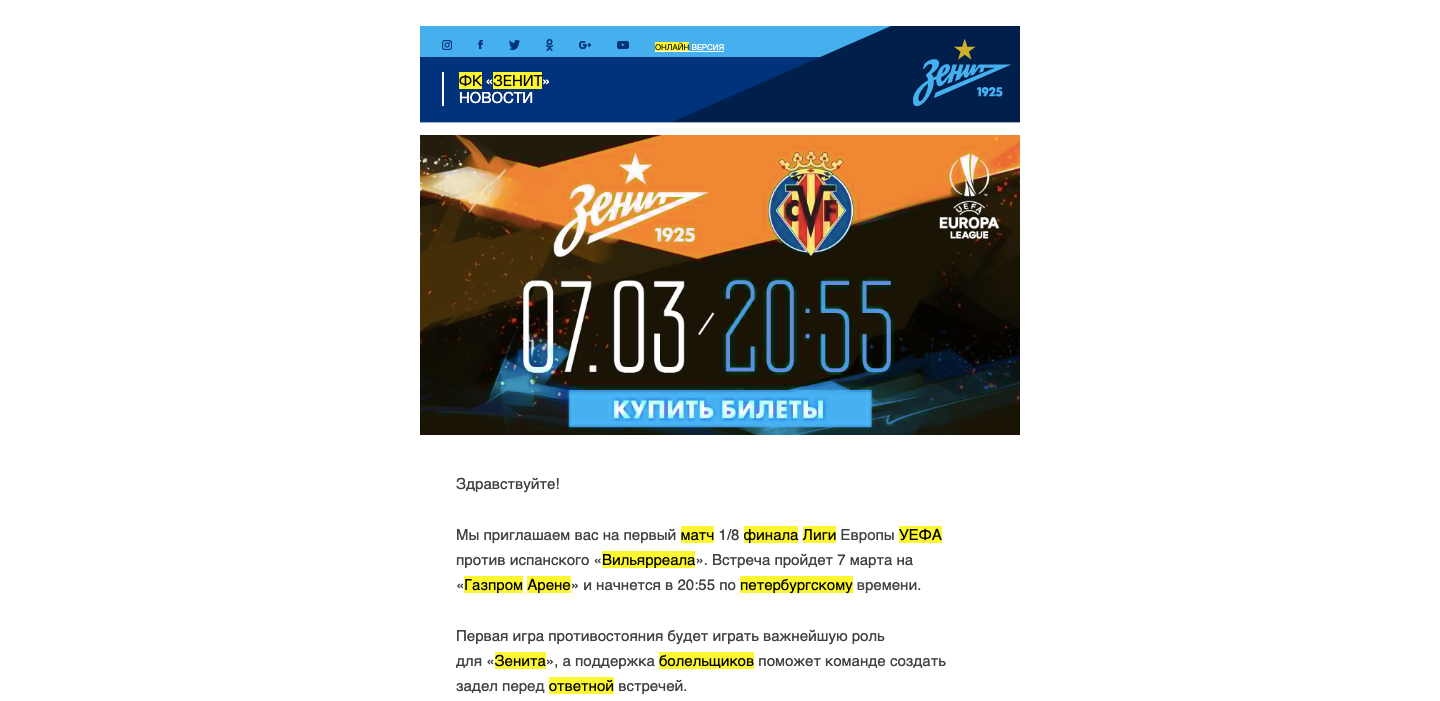 ОНЛАЙН ВЕРСИЯ
ФК «ЗЕНИТ»
НОВОСТИ
Зенит
1925
Зенит
1925
CVF
UEFA
EUROPA
LEAGUE
07.03 / 20:55
КУПИТЬ БИЛЕТЫ
Здравствуйте!
Мы приглашаем вас на первый матч 1/8 финала Лиги Европы УЕФА
против испанского «Вильярреала». Встреча пройдет 7 марта на
«Газпром Арене» и начнется в 20:55 по петербургскому времени.
Первая игра противостояния будет играть важнейшую роль
для «Зенита», а поддержка болельщиков поможет команде создать
задел перед ответной встречей.